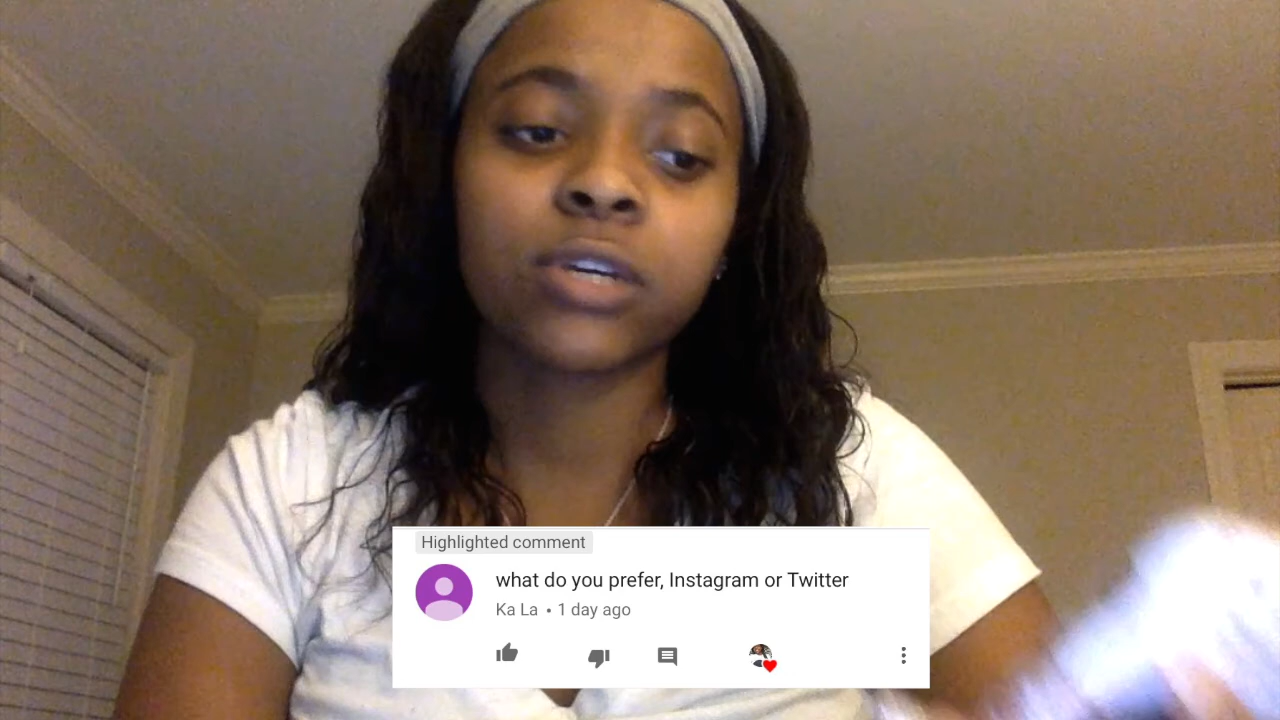 Highlighted comment
what do you prefer, Instagram or Twitter
Ka La • 1 day ago